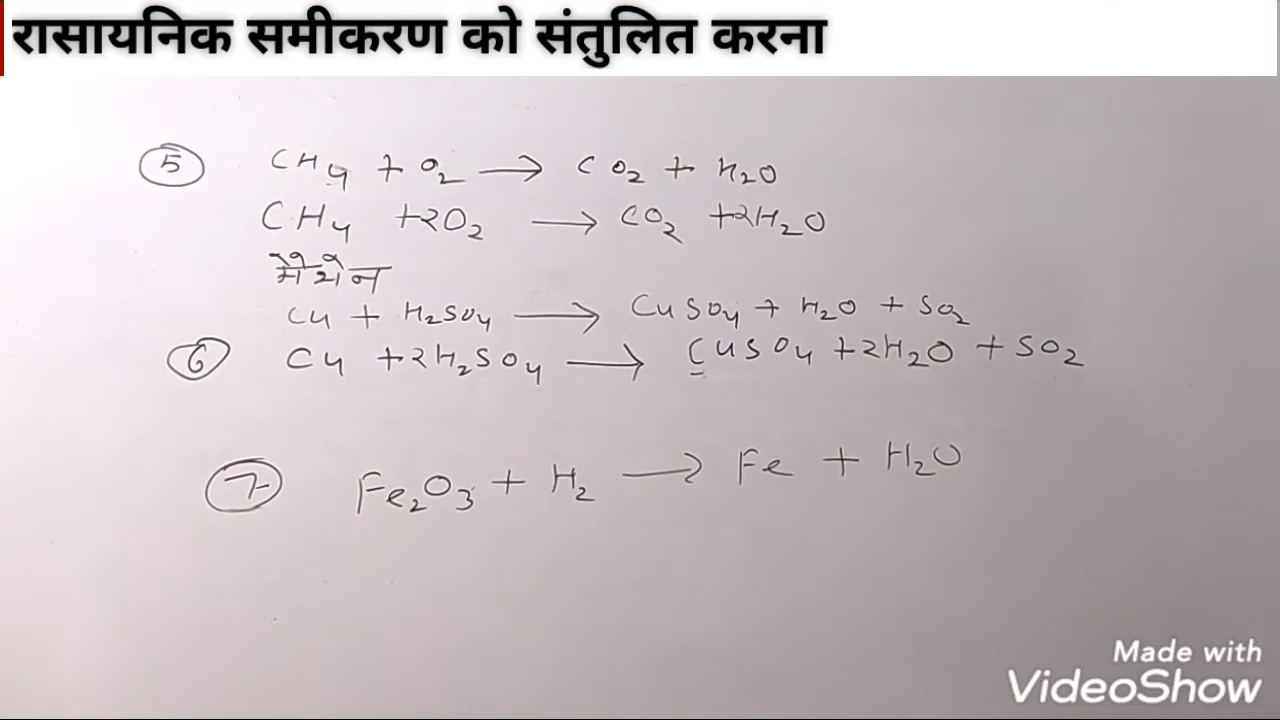 रासायनिक समीकरण को संतुलित करना
⑤ CH₄ + O₂ ⟶ CO₂ + H₂O
CH₄ +2O₂ ⟶ CO₂ +2H₂O
मेथेन
Cu + H₂SO₄ ⟶ CuSO₄ + H₂O + SO₂
⑥ Cu +2H₂SO₄ ⟶ CuSO₄ +2H₂O + SO₂
⑦ Fe₂O₃ + H₂ ⟶ Fe + H₂O
Made with
VideoShow